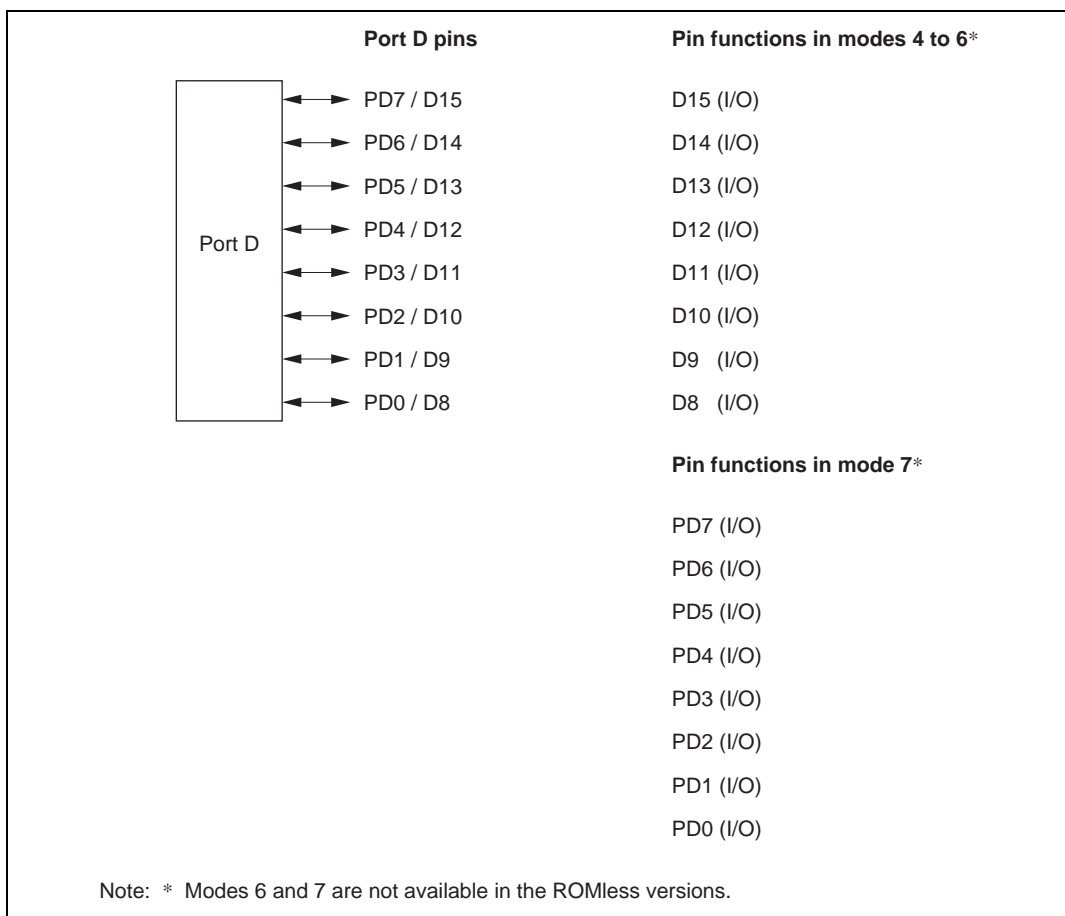 Port D pins Pin functions in modes 4 to 6*
PD7 / D15 D15 (I/O)
PD6 / D14 D14 (I/O)
PD5 / D13 D13 (I/O)
PD4 / D12 D12 (I/O)
Port D
PD3 / D11 D11 (I/O)
PD2 / D10 D10 (I/O)
PD1 / D9 D9 (I/O)
PD0 / D8 D8 (I/O)
Pin functions in mode 7*
PD7 (I/O)
PD6 (I/O)
PD5 (I/O)
PD4 (I/O)
PD3 (I/O)
PD2 (I/O)
PD1 (I/O)
PD0 (I/O)
Note: * Modes 6 and 7 are not available in the ROMless versions.